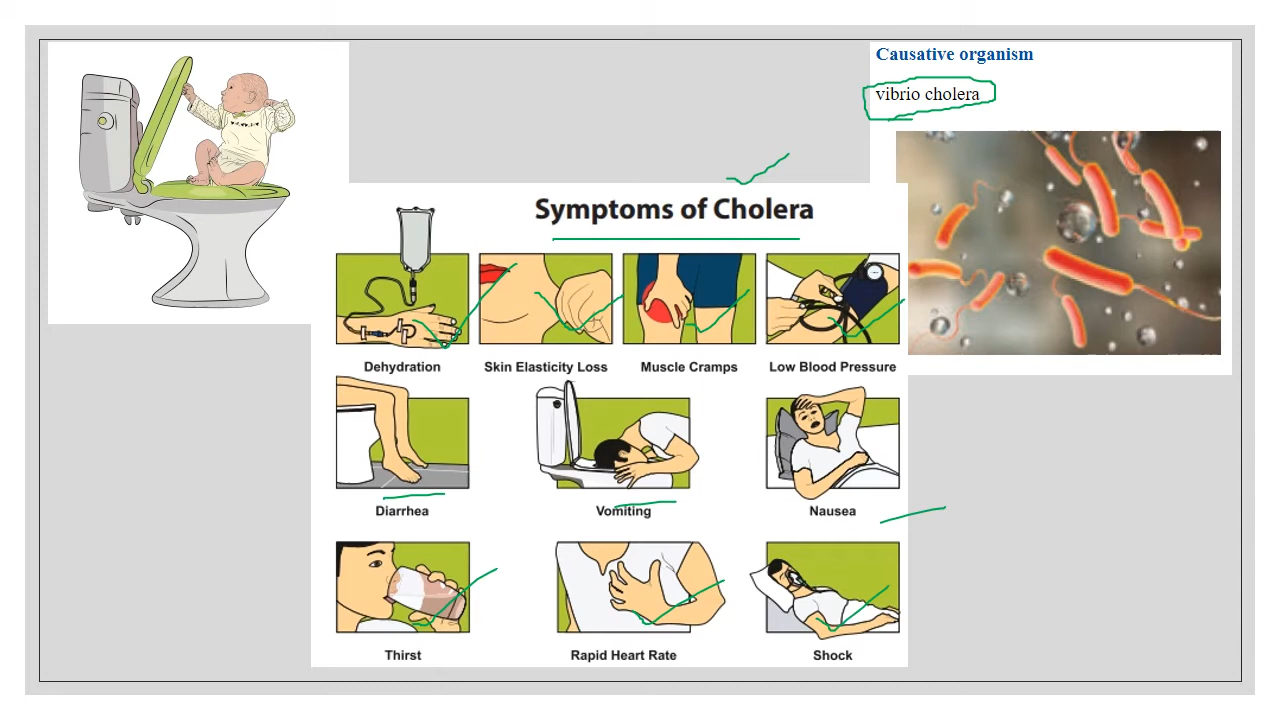 Causative organism
vibrio cholera
Symptoms of Cholera
Dehydration
Skin Elasticity Loss
Muscle Cramps
Low Blood Pressure
Diarrhea
Vomiting
Nausea
Thirst
Rapid Heart Rate
Shock